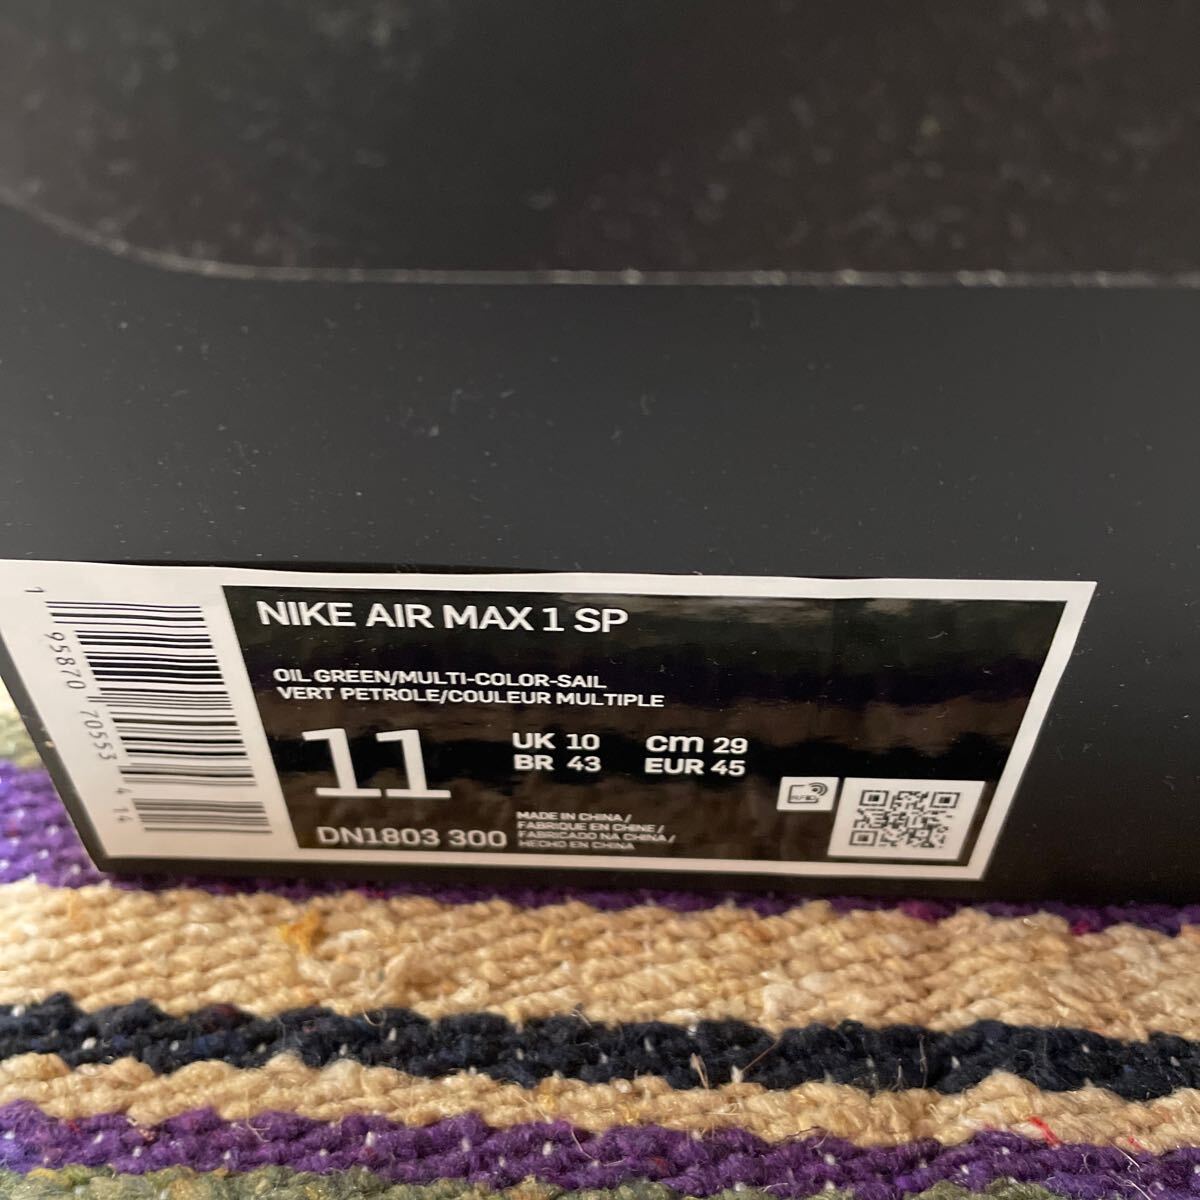 NIKE AIR MAX 1 SP
OIL GREEN/MULTI-COLOR-SAIL
VERT PETROLE/COULEUR MULTIPLE
11
UK 10 cm 29
BR 43 EUR 45
DN1803 300
MADE IN CHINA /
FABRIQUE EN CHINE /
FABRICADO NA CHINA /
HECHO EN CHINA
RFID
1 95870 70553 4 14